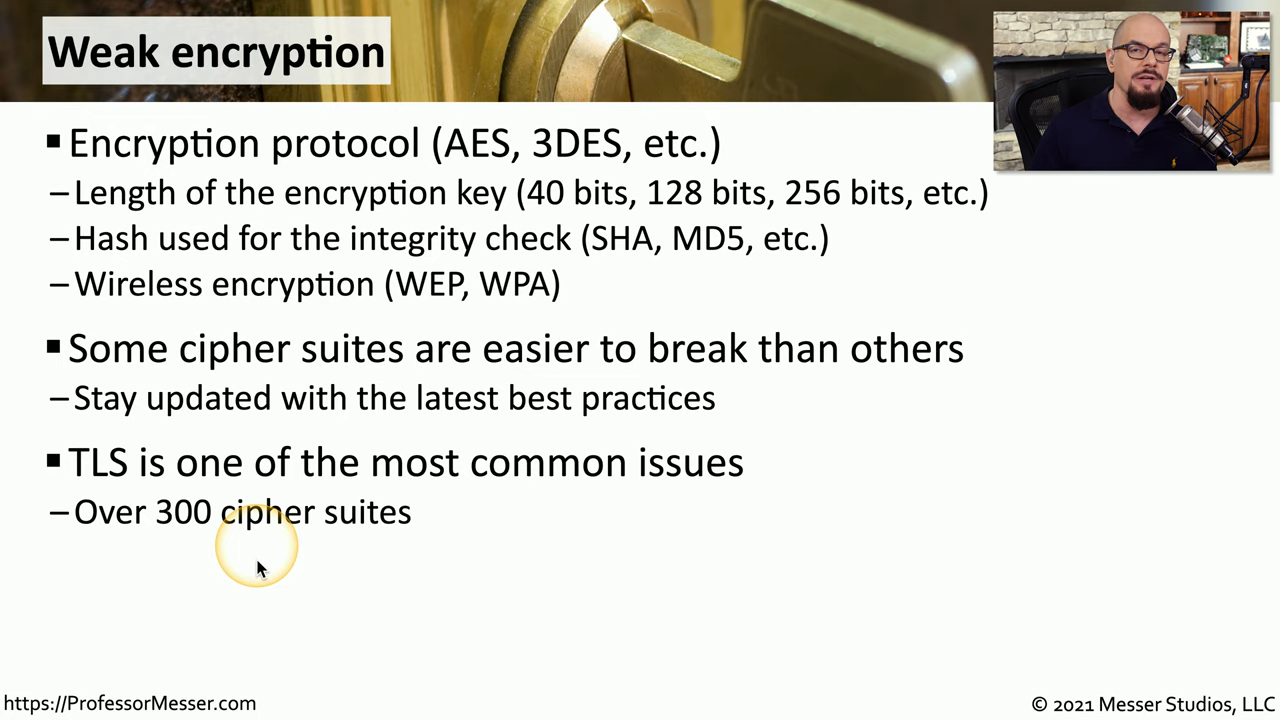 Weak encryption
▪ Encryption protocol (AES, 3DES, etc.)
– Length of the encryption key (40 bits, 128 bits, 256 bits, etc.)
– Hash used for the integrity check (SHA, MD5, etc.)
– Wireless encryption (WEP, WPA)
▪ Some cipher suites are easier to break than others
– Stay updated with the latest best practices
▪ TLS is one of the most common issues
– Over 300 cipher suites
https://ProfessorMesser.com
© 2021 Messer Studios, LLC